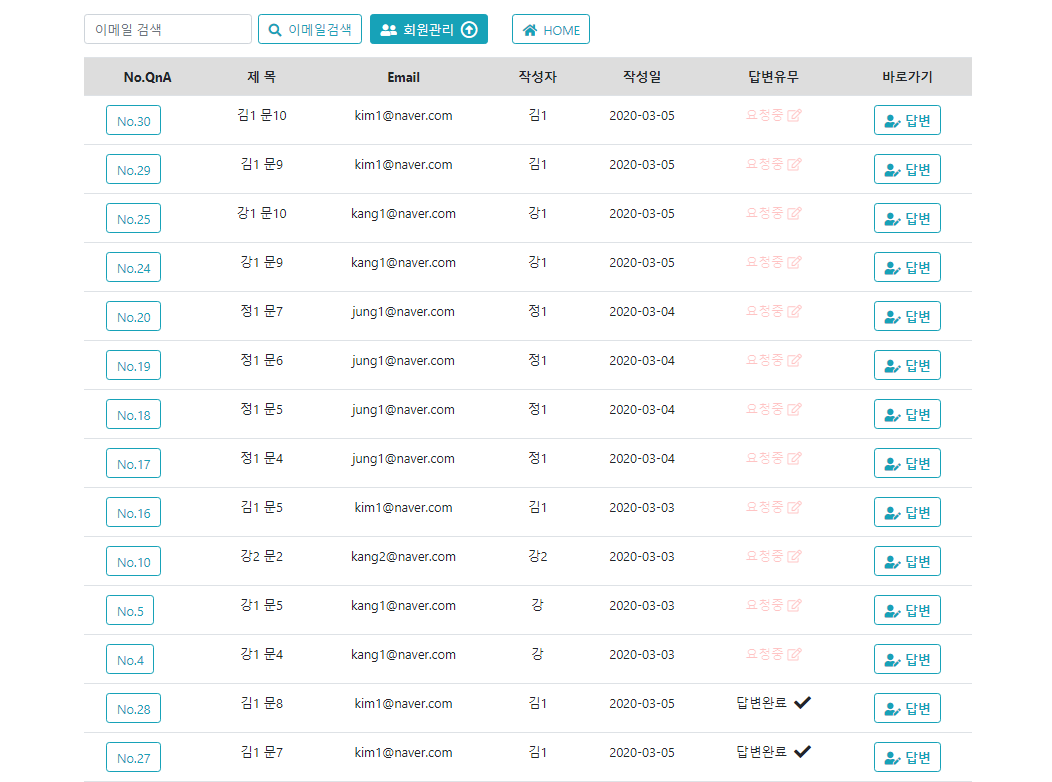 이메일 검색 이메일검색 회원관리 HOME
No.QnA 제 목 Email 작성자 작성일 답변유무 바로가기
No.30 김1 문10 kim1@naver.com 김1 2020-03-05 요청중 답변
No.29 김1 문9 kim1@naver.com 김1 2020-03-05 요청중 답변
No.25 강1 문10 kang1@naver.com 강1 2020-03-05 요청중 답변
No.24 강1 문9 kang1@naver.com 강1 2020-03-05 요청중 답변
No.20 정1 문7 jung1@naver.com 정1 2020-03-04 요청중 답변
No.19 정1 문6 jung1@naver.com 정1 2020-03-04 요청중 답변
No.18 정1 문5 jung1@naver.com 정1 2020-03-04 요청중 답변
No.17 정1 문4 jung1@naver.com 정1 2020-03-04 요청중 답변
No.16 김1 문5 kim1@naver.com 김1 2020-03-03 요청중 답변
No.10 강2 문2 kang2@naver.com 강2 2020-03-03 요청중 답변
No.5 강1 문5 kang1@naver.com 강 2020-03-03 요청중 답변
No.4 강1 문4 kang1@naver.com 강 2020-03-03 요청중 답변
No.28 김1 문8 kim1@naver.com 김1 2020-03-05 답변완료 답변
No.27 김1 문7 kim1@naver.com 김1 2020-03-05 답변완료 답변